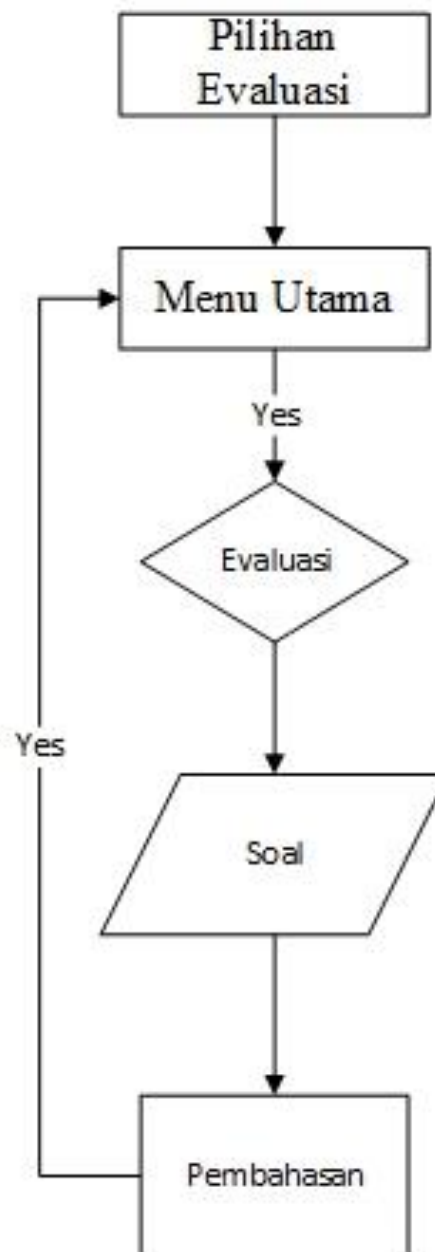 Pilihan
Evaluasi
Menu Utama
Yes
Evaluasi
Yes
Soal
Pembahasan